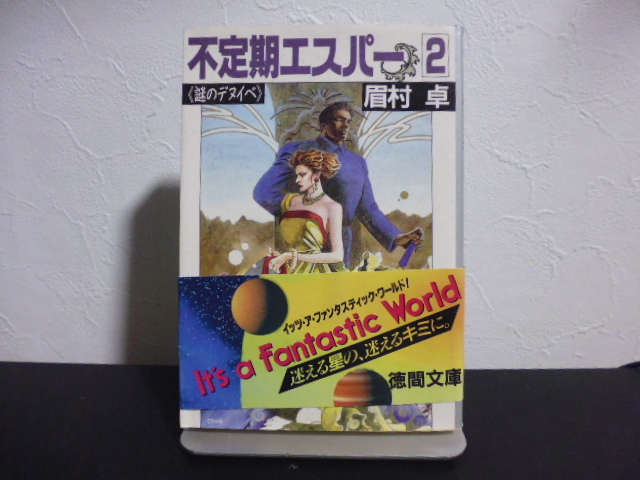 不定期エスパー2
《謎のデヌイベ》
眉村 卓
イッツ・ア・ファンタスティック・ワールド!
It's a Fantastic World
迷える星の、迷えるキミに。
徳間文庫